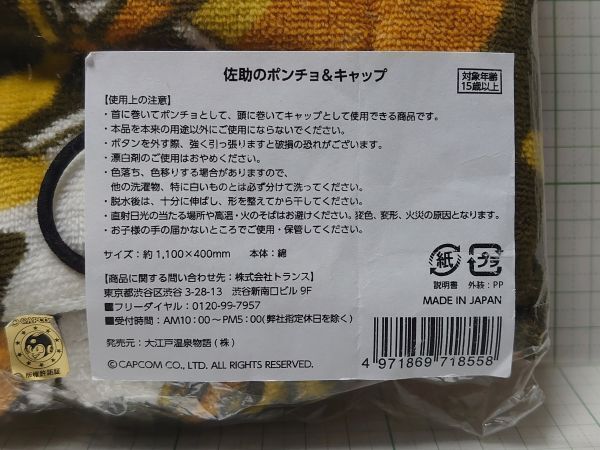 佐助のポンチョ&キャップ
対象年齢
15歳以上
【使用上の注意】
・首に巻いてポンチョとして、頭に巻いてキャップとして使用できる商品です。
・本品を本来の用途以外にご使用にならないでください。
・ボタンを外す際、強く引っ張りますと破損の恐れがございます。
・漂白剤のご使用はおやめください。
・色落ち、色移りする場合がありますので、
他の洗濯物、特に白いものとは必ず分けて洗ってください。
・脱水後は、十分に伸ばし、形を整えてから干してください。
・直射日光の当たる場所や高温・火のそばはお避けください。変色、変形、火災の原因となります。
・お子様の手の届かないところでご使用・保管してください。
サイズ：約1,100×400mm 本体：綿
【商品に関する問い合わせ先：株式会社トランス】
東京都渋谷区渋谷 3-28-13 渋谷新南口ビル 9F
■フリーダイヤル：0120-99-7957
■受付時間：AM10：00～PM5：00(弊社指定休日を除く)
発売元：大江戸温泉物語（株）
©CAPCOM CO., LTD. ALL RIGHTS RESERVED.
紙 プラ
説明書 外装：PP
MADE IN JAPAN
4 971869 718558
CAPCOM
版権許諾証